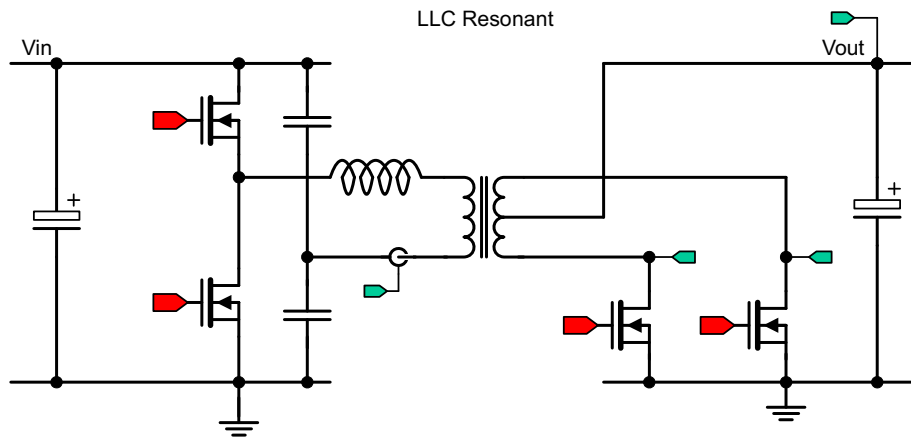 LLC Resonant
Vin
Vout
+
+